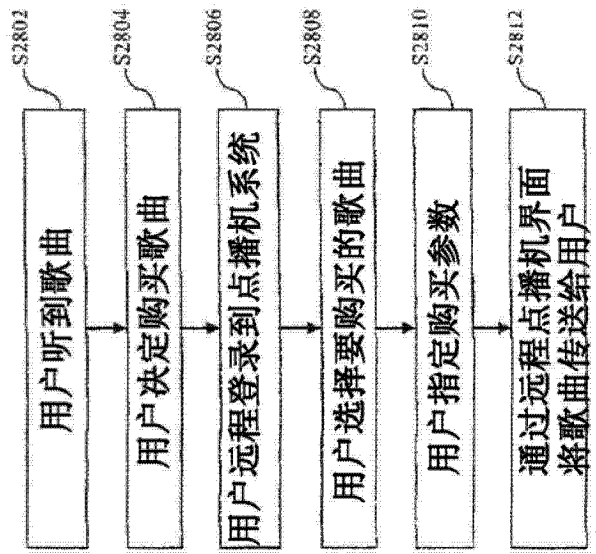 S2802
用户听到歌曲
S2804
用户决定购买歌曲
S2806
用户远程登录到点播机系统
S2808
用户选择要购买的歌曲
S2810
用户指定购买参数
S2812
通过远程点播机界面
将歌曲传送给用户